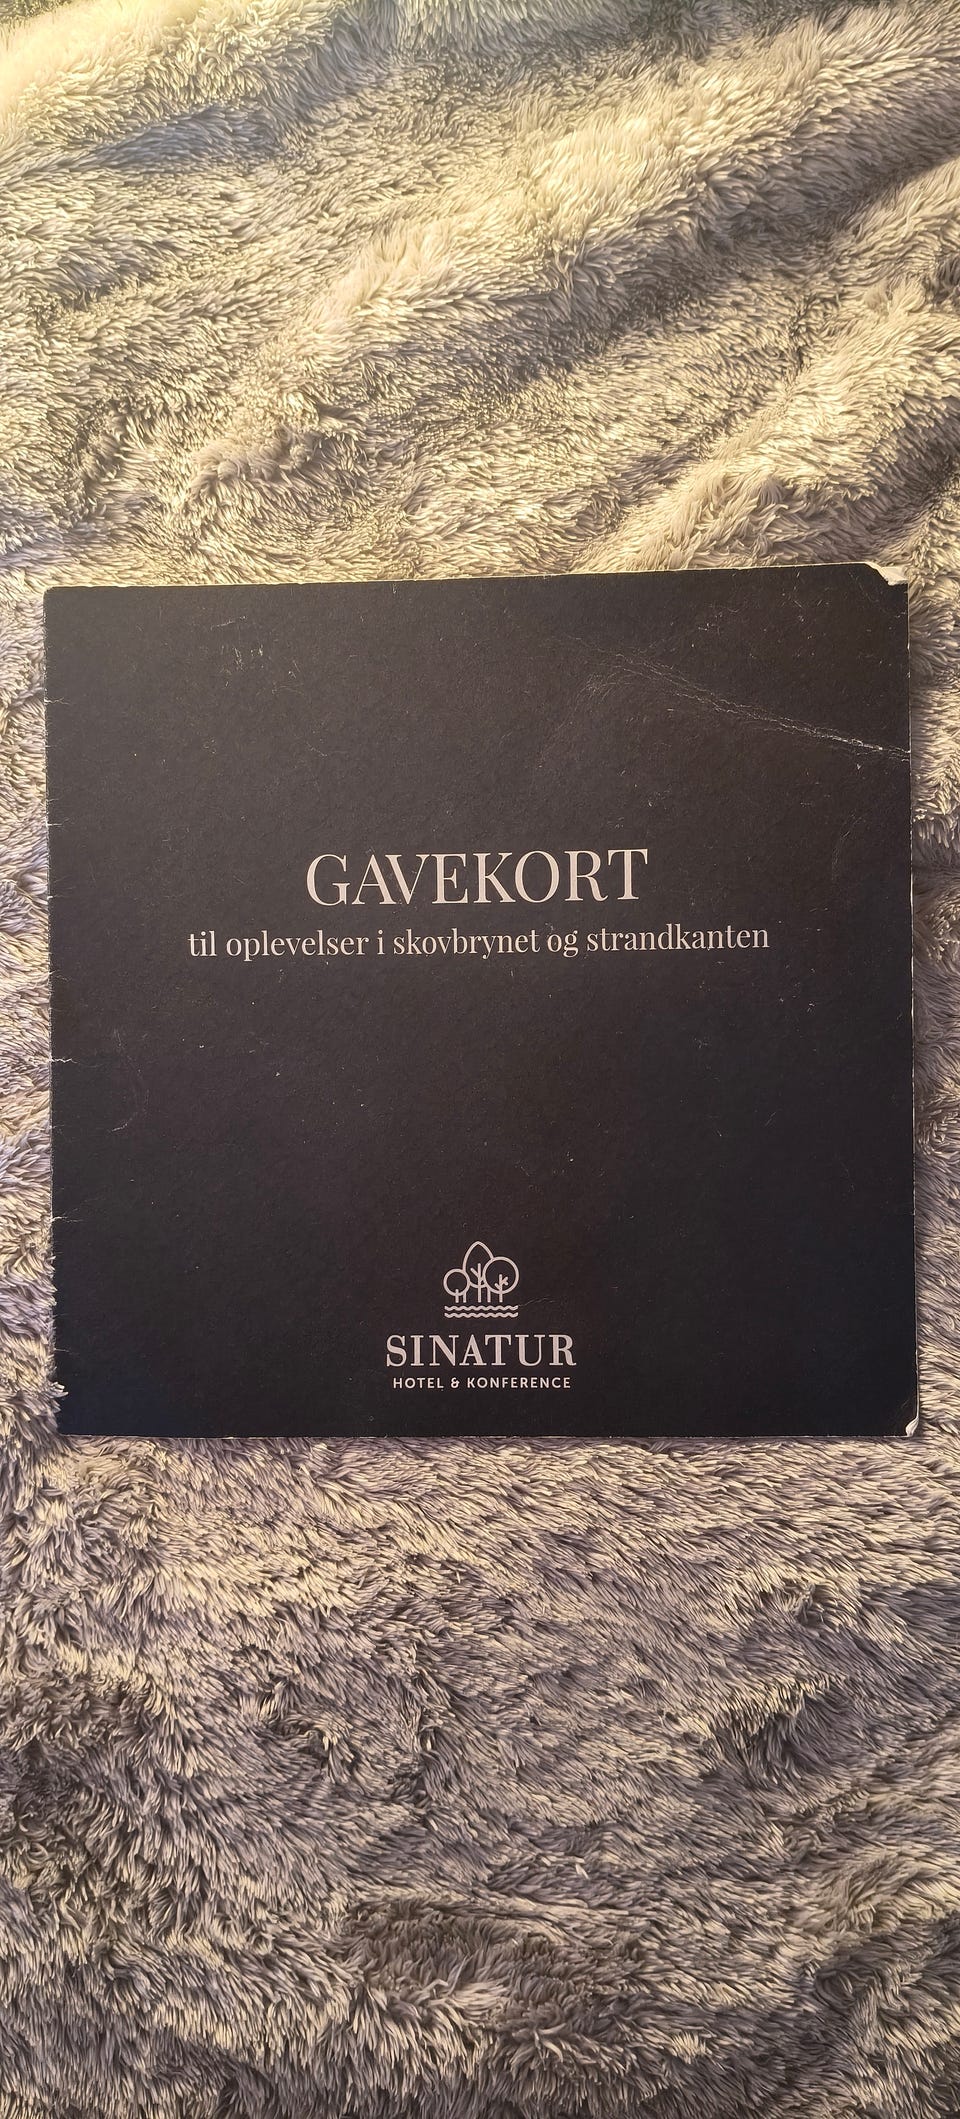 GAVEKORT
til oplevelser i skovbrynet og strandkanten
SINATUR
HOTEL & KONFERENCE